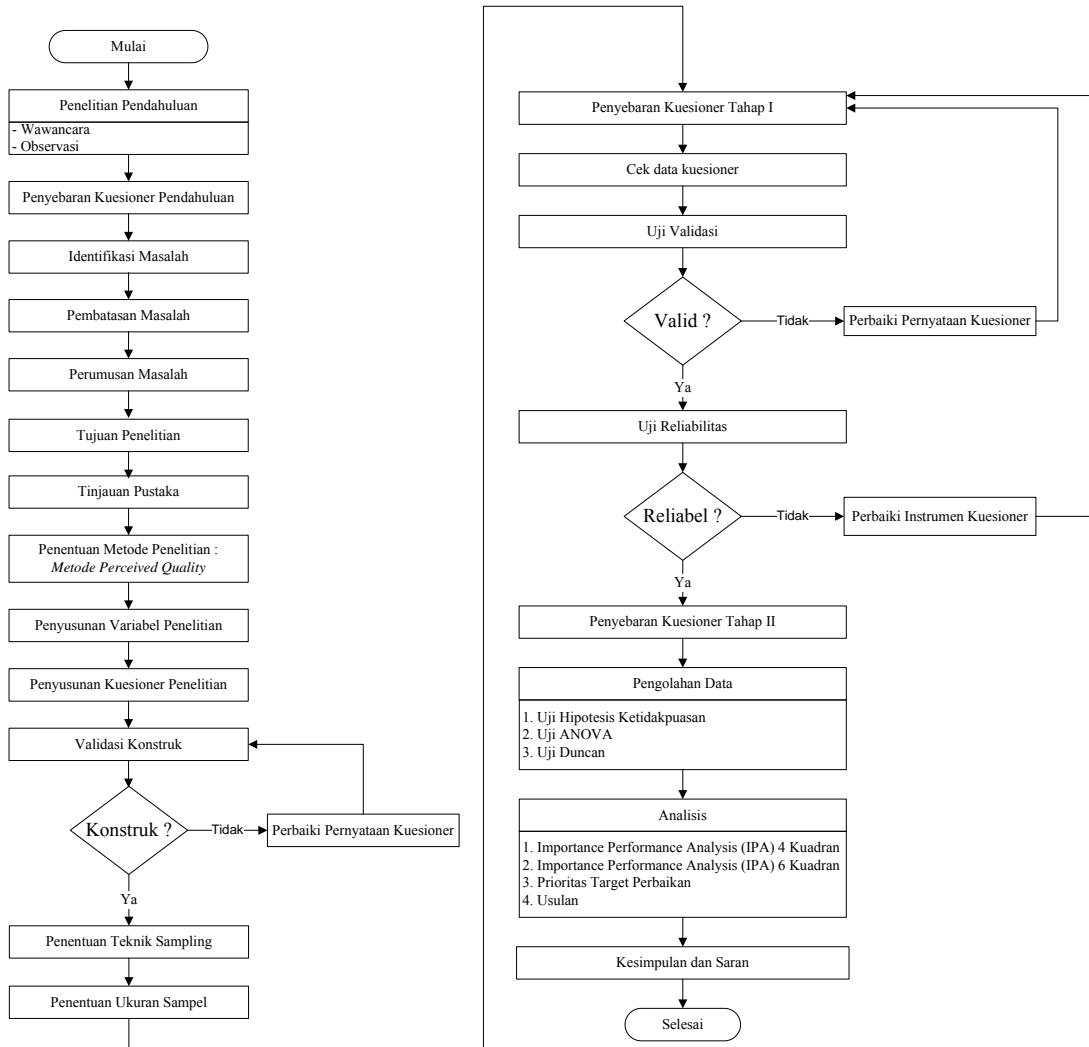 Mulai
Penelitian Pendahuluan
- Wawancara
- Observasi
Penyebaran Kuesioner Pendahuluan
Identifikasi Masalah
Pembatasan Masalah
Perumusan Masalah
Tujuan Penelitian
Tinjauan Pustaka
Penentuan Metode Penelitian :
Metode Perceived Quality
Penyusunan Variabel Penelitian
Penyusunan Kuesioner Penelitian
Validasi Konstruk
Konstruk ?
Tidak
Perbaiki Pernyataan Kuesioner
Ya
Penentuan Teknik Sampling
Penentuan Ukuran Sampel
Penyebaran Kuesioner Tahap I
Cek data kuesioner
Uji Validasi
Valid ?
Tidak
Perbaiki Pernyataan Kuesioner
Ya
Uji Reliabilitas
Reliabel ?
Tidak
Perbaiki Instrumen Kuesioner
Ya
Penyebaran Kuesioner Tahap II
Pengolahan Data
1. Uji Hipotesis Ketidakpuasan
2. Uji ANOVA
3. Uji Duncan
Analisis
1. Importance Performance Analysis (IPA) 4 Kuadran
2. Importance Performance Analysis (IPA) 6 Kuadran
3. Prioritas Target Perbaikan
4. Usulan
Kesimpulan dan Saran
Selesai